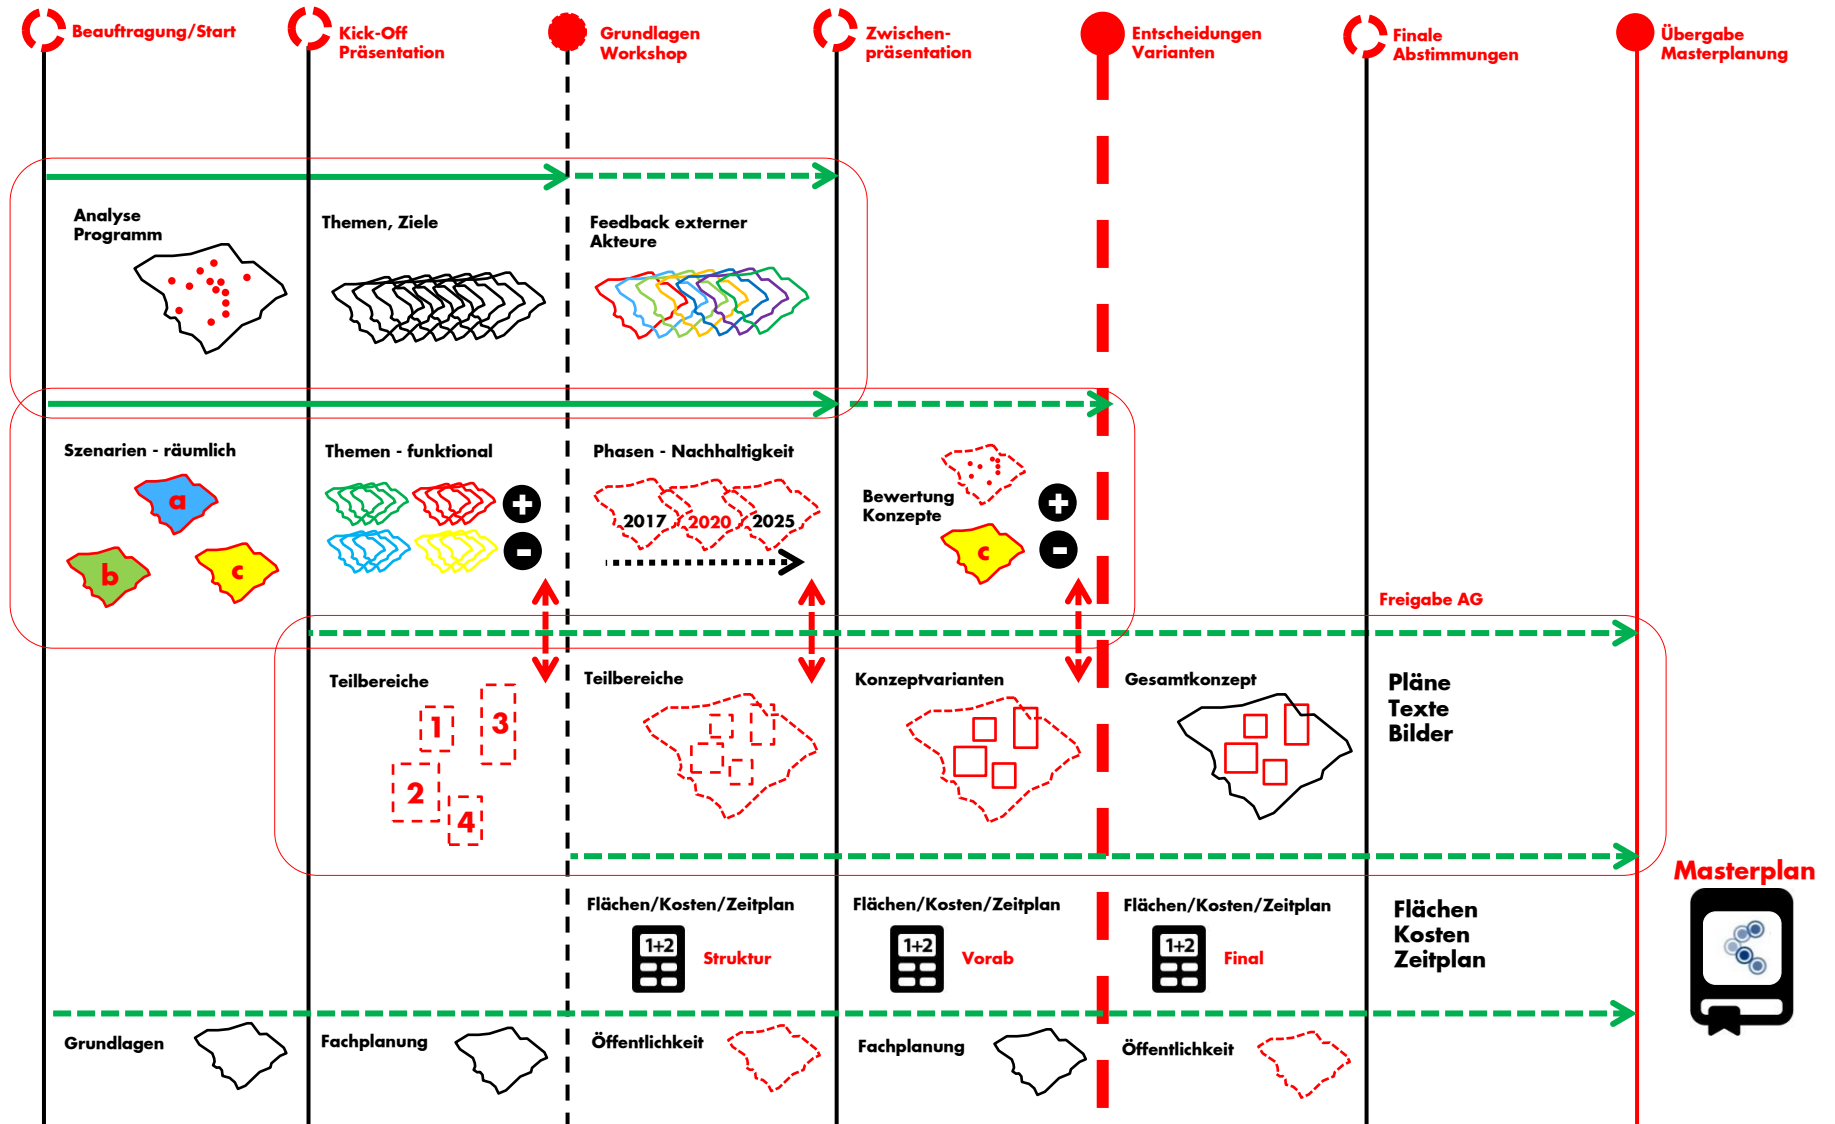 Beauftragung/Start
Kick-Off
Präsentation
Grundlagen
Workshop
Zwischen-
präsentation
Entscheidungen
Varianten
Finale
Abstimmungen
Übergabe
Masterplanung
Analyse
Programm
Themen, Ziele
Feedback externer
Akteure
Szenarien - räumlich
a
b
c
Themen - funktional
+
-
Phasen - Nachhaltigkeit
2017
2020
2025
Bewertung
Konzepte
c
+
-
Freigabe AG
Teilbereiche
1
3
2
4
Teilbereiche
Konzeptvarianten
Gesamtkonzept
Pläne
Texte
Bilder
Masterplan
Flächen/Kosten/Zeitplan
1+2
Struktur
Flächen/Kosten/Zeitplan
1+2
Vorab
Flächen/Kosten/Zeitplan
1+2
Final
Flächen
Kosten
Zeitplan
Grundlagen
Fachplanung
Öffentlichkeit
Fachplanung
Öffentlichkeit